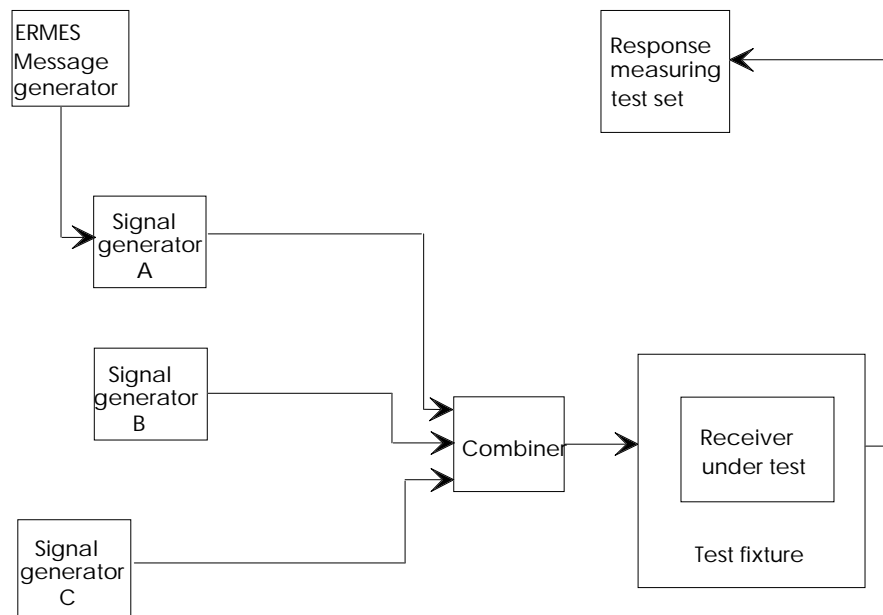 ERMES
Message
generator
Response
measuring
test set
Signal
generator
A
Signal
generator
B
Combiner
Receiver
under test
Signal
generator
C
Test fixture